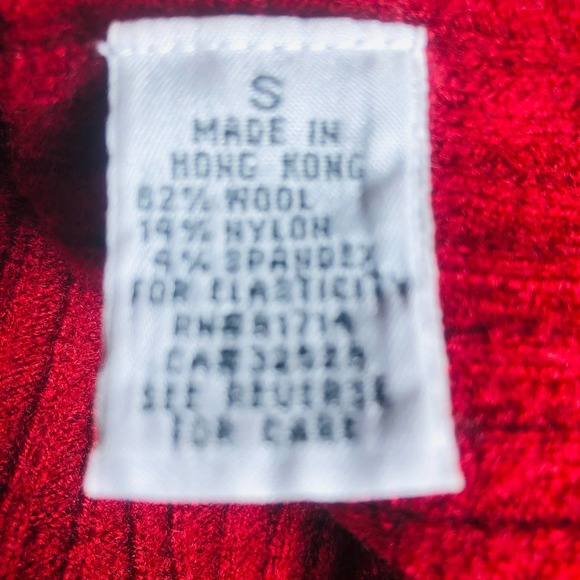 S
MADE IN
HONG KONG
82% WOOL
14% NYLON
4% SPANDEX
FOR ELASTICITY
SEE REVERSE
FOR CARE